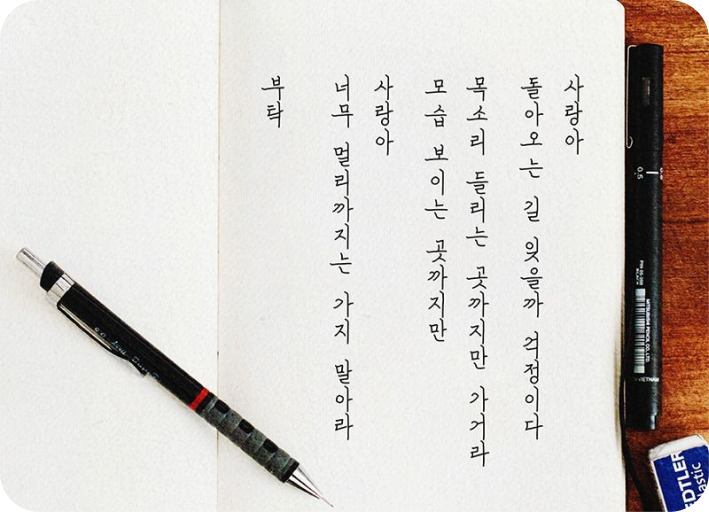 부탁
너무 멀리까지는 가지 말아라
사랑아
모습 보이는 곳까지만
목소리 들리는 곳까지만 가거라
돌아오는 길 잊을까 걱정이다
사랑아
0.5
MITSUBISHI PENCIL CO., LTD.
EDTLER
astic